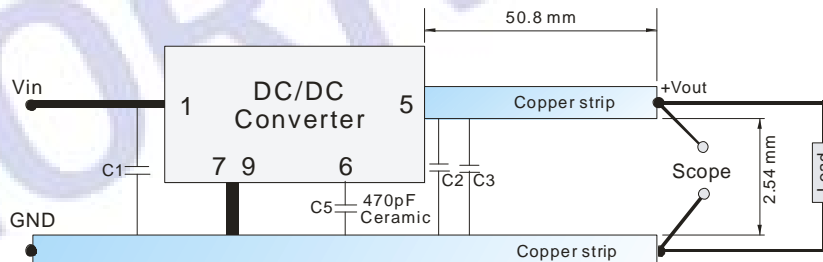 50.8 mm
Vin
DC/DC
Converter
1
5
Copper strip
+Vout
7 9
6
C1
C2
C3
C5
470pF
Ceramic
Scope
2.54 mm
Load
GND
Copper strip